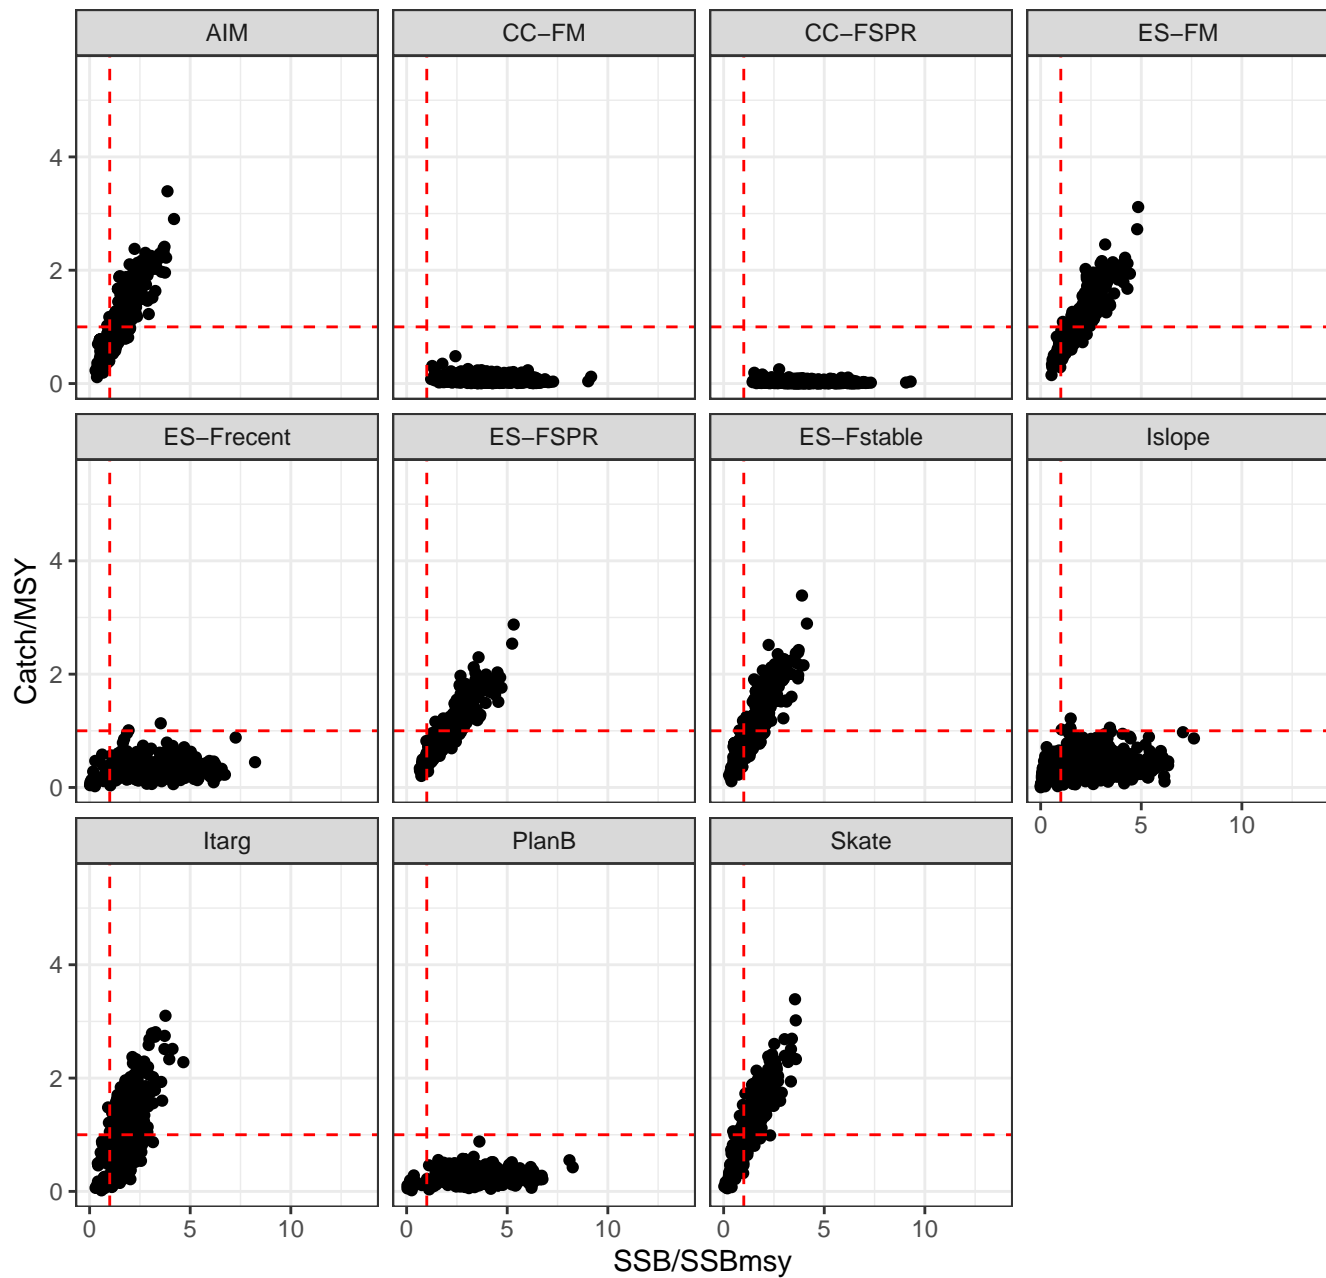 AIM
CC−FM
CC−FSPR
ES−FM
4
2
0
ES−Frecent
ES−FSPR
ES−Fstable
Islope
4
2
0
0 5 10
Itarg
PlanB
Skate
4
2
0
0 5 10
0 5 10
0 5 10
Catch/MSY
SSB/SSBmsy